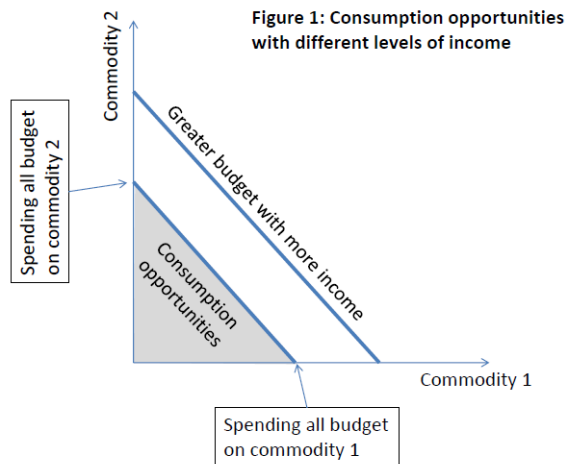 Figure 1: Consumption opportunities
with different levels of income
Commodity 2
Spending all budget
on commodity 2
Greater budget with more income
Consumption
opportunities
Commodity 1
Spending all budget
on commodity 1